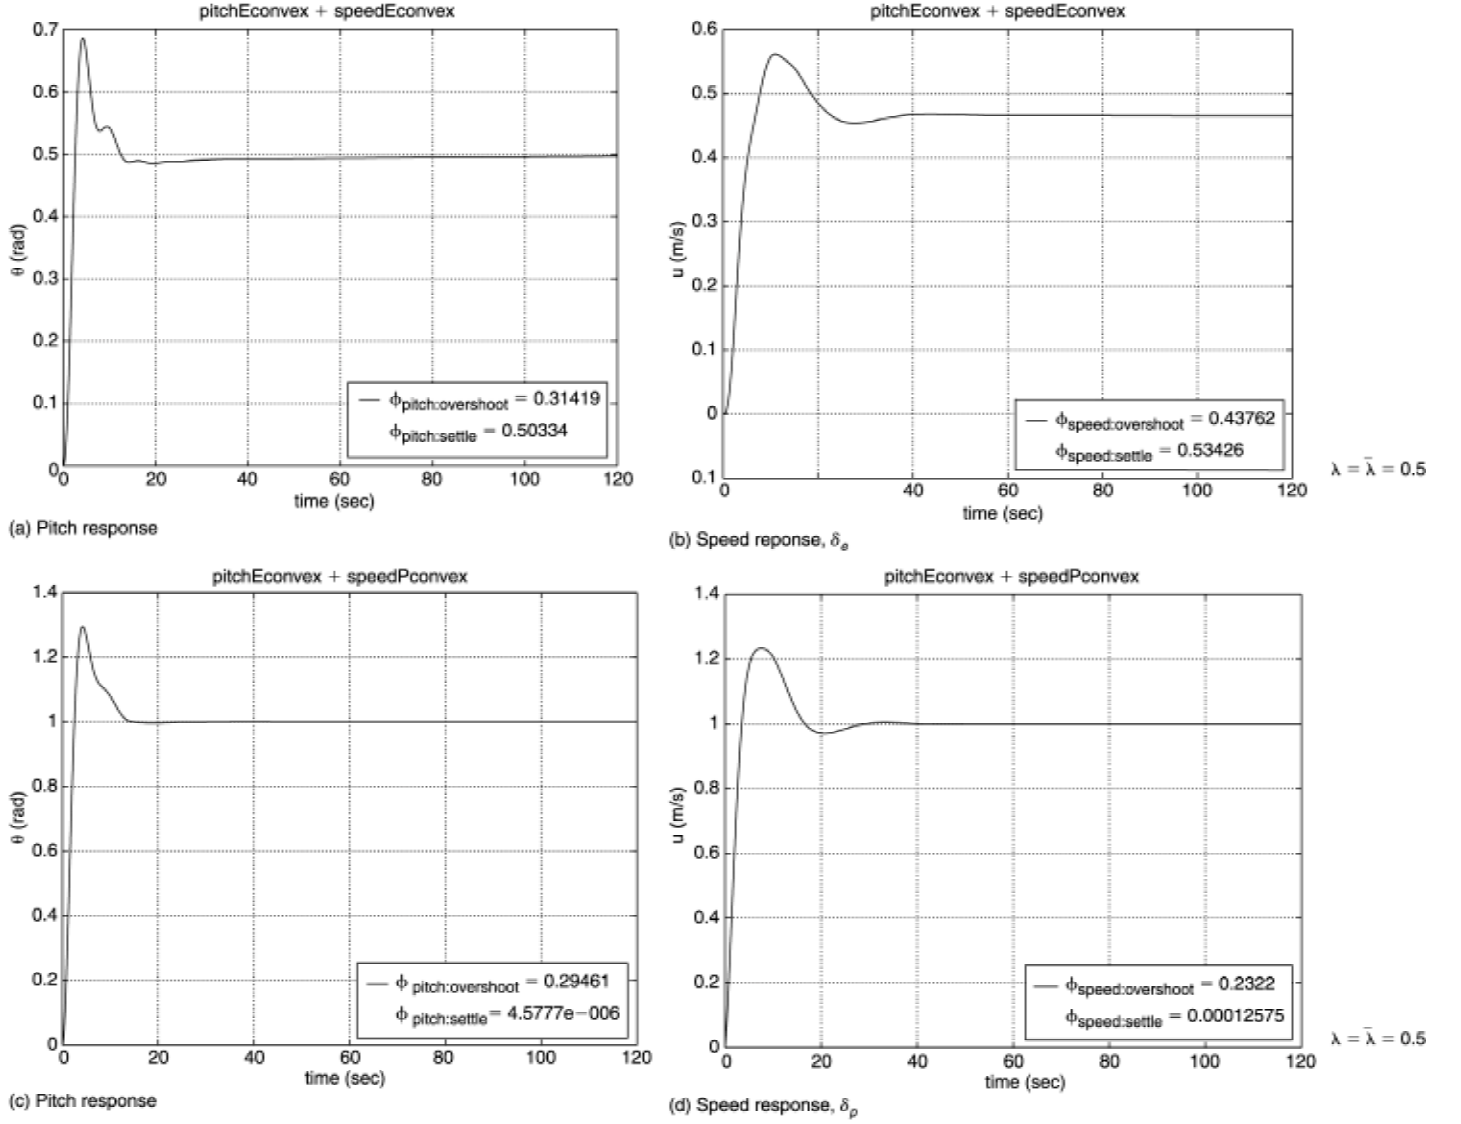 pitchEconvex + speedEconvex
0.7
0.6
0.5
0.4
0.3
0.2
0.1
0
θ (rad)
ϕpitch:overshoot = 0.31419
ϕpitch:settle = 0.50334
0 20 40 60 80 100 120
time (sec)
(a) Pitch response
pitchEconvex + speedEconvex
0.6
0.5
0.4
0.3
0.2
0.1
0
0.1
u (m/s)
ϕspeed:overshoot = 0.43762
ϕspeed:settle = 0.53426
0 20 40 60 80 100 120
time (sec)
(b) Speed reponse, δe
λ = λ̄ = 0.5
pitchEconvex + speedPconvex
1.4
1.2
1
0.8
0.6
0.4
0.2
0
θ (rad)
ϕ pitch:overshoot = 0.29461
ϕ pitch:settle = 4.5777e−006
0 20 40 60 80 100 120
time (sec)
(c) Pitch response
pitchEconvex + speedPconvex
1.4
1.2
1
0.8
0.6
0.4
0.2
0
u (m/s)
ϕspeed:overshoot = 0.2322
ϕspeed:settle = 0.00012575
0 20 40 60 80 100 120
time (sec)
(d) Speed response, δρ
λ = λ̄ = 0.5